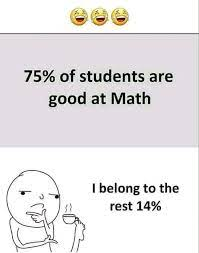 75% of students are
good at Math
I belong to the
rest 14%